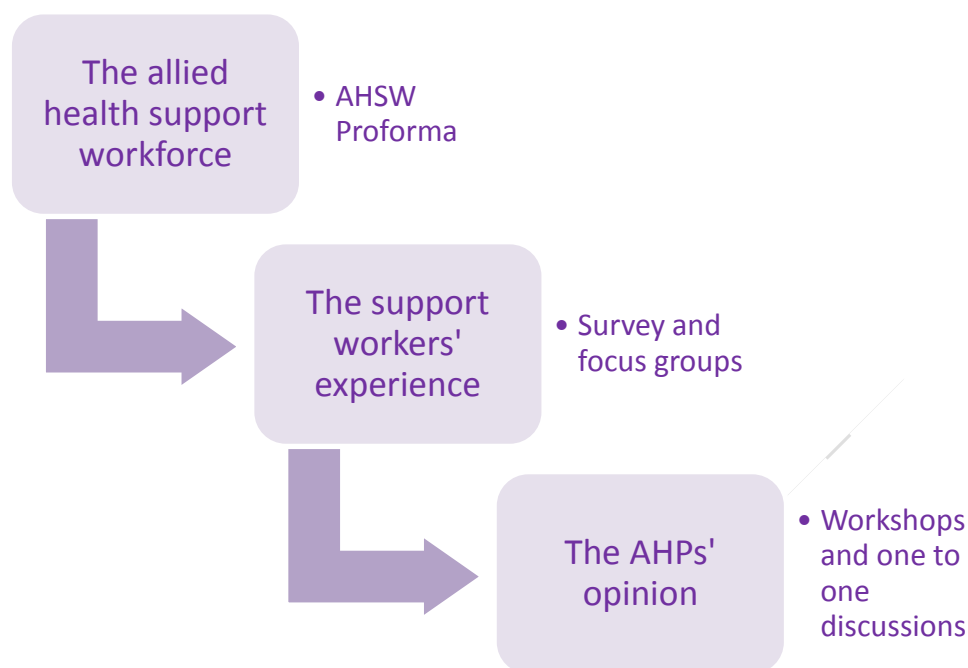 The allied
health support
workforce
• AHSW
Proforma
The support
workers'
experience
• Survey and
focus groups
The AHPs'
opinion
• Workshops
and one to
one
discussions